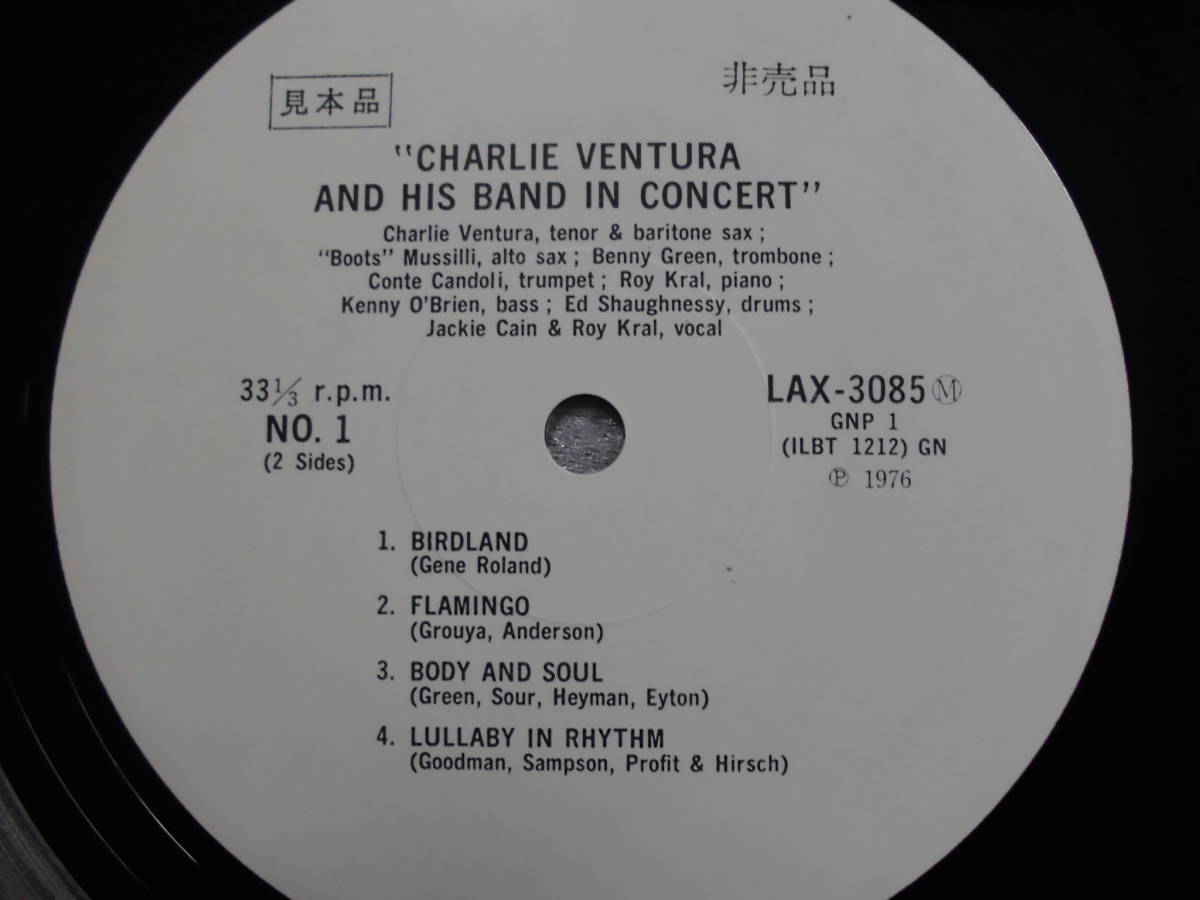 見本品
非売品
"CHARLIE VENTURA
AND HIS BAND IN CONCERT"
Charlie Ventura, tenor & baritone sax ;
"Boots" Mussilli, alto sax ; Benny Green, trombone ;
Conte Candoli, trumpet ; Roy Kral, piano ;
Kenny O'Brien, bass ; Ed Shaughnessy, drums ;
Jackie Cain & Roy Kral, vocal
33⅓ r.p.m.
NO. 1
(2 Sides)
LAX-3085 Ⓜ
GNP 1
(ILBT 1212) GN
℗ 1976
1. BIRDLAND
(Gene Roland)
2. FLAMINGO
(Grouya, Anderson)
3. BODY AND SOUL
(Green, Sour, Heyman, Eyton)
4. LULLABY IN RHYTHM
(Goodman, Sampson, Profit & Hirsch)